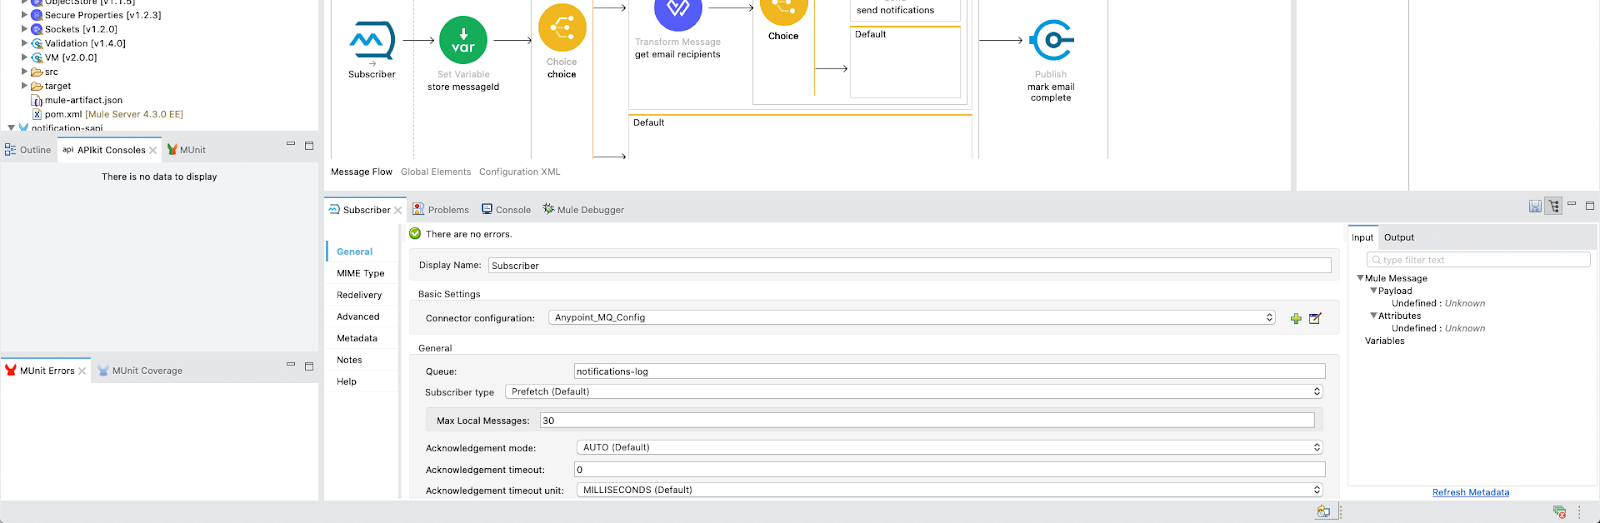 ObjectStore [v1.1.5]
Secure Properties [v1.2.3]
Sockets [v1.2.0]
Validation [v1.4.0]
VM [v2.0.0]
src
target
mule-artifact.json
pom.xml [Mule Server 4.3.0 EE]
notification-sapi
Outline
api APIkit Consoles
MUnit
There is no data to display
MUnit Errors
MUnit Coverage
Subscriber
var
Set Variable
store messageId
Choice
choice
Transform Message
get email recipients
Choice
send notifications
Default
Default
Publish
mark email
complete
Message Flow
Global Elements
Configuration XML
Subscriber
Problems
Console
Mule Debugger
There are no errors.
General
MIME Type
Redelivery
Advanced
Metadata
Notes
Help
Display Name: Subscriber
Basic Settings
Connector configuration: Anypoint_MQ_Config
General
Queue: notifications-log
Subscriber type Prefetch (Default)
Max Local Messages: 30
Acknowledgement mode: AUTO (Default)
Acknowledgement timeout: 0
Acknowledgement timeout unit: MILLISECONDS (Default)
Input
Output
type filter text
Mule Message
Payload
Undefined : Unknown
Attributes
Undefined : Unknown
Variables
Refresh Metadata